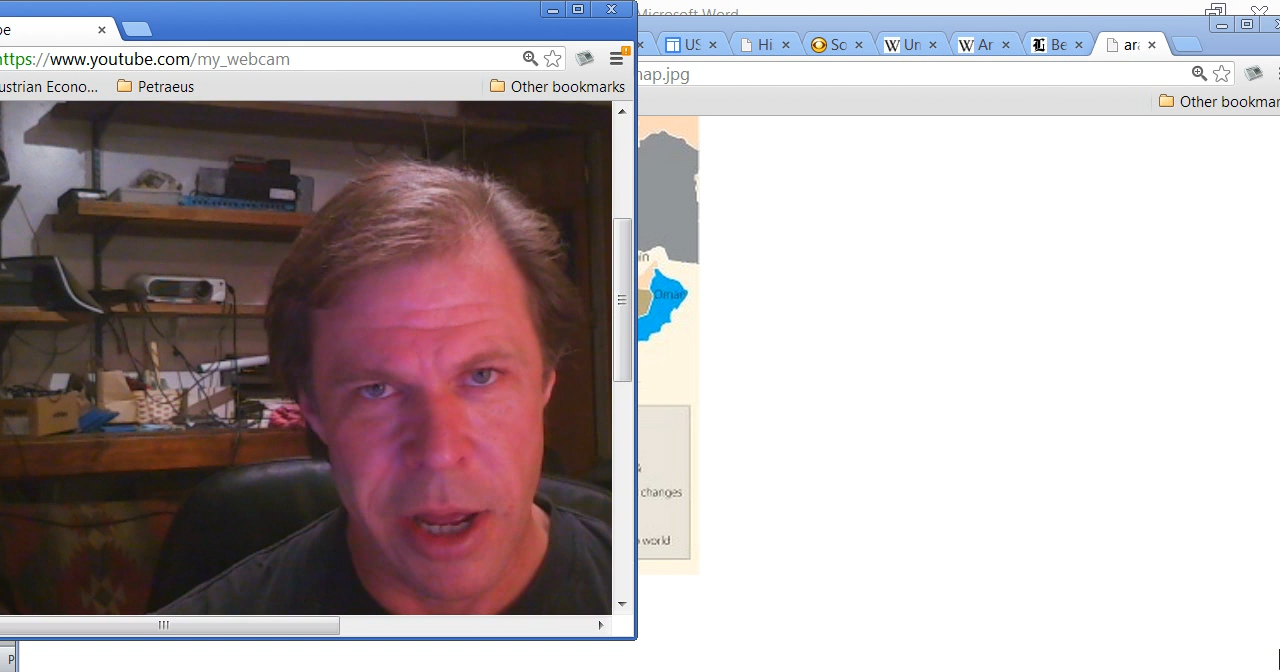 Microsoft Word
be
https://www.youtube.com/my_webcam
ustrian Econo...
Petraeus
Other bookmarks
US
Hi
So
W Un
W Ar
L Be
ara
map.jpg
Other bookmar
in
Oman
&
changes
world
P